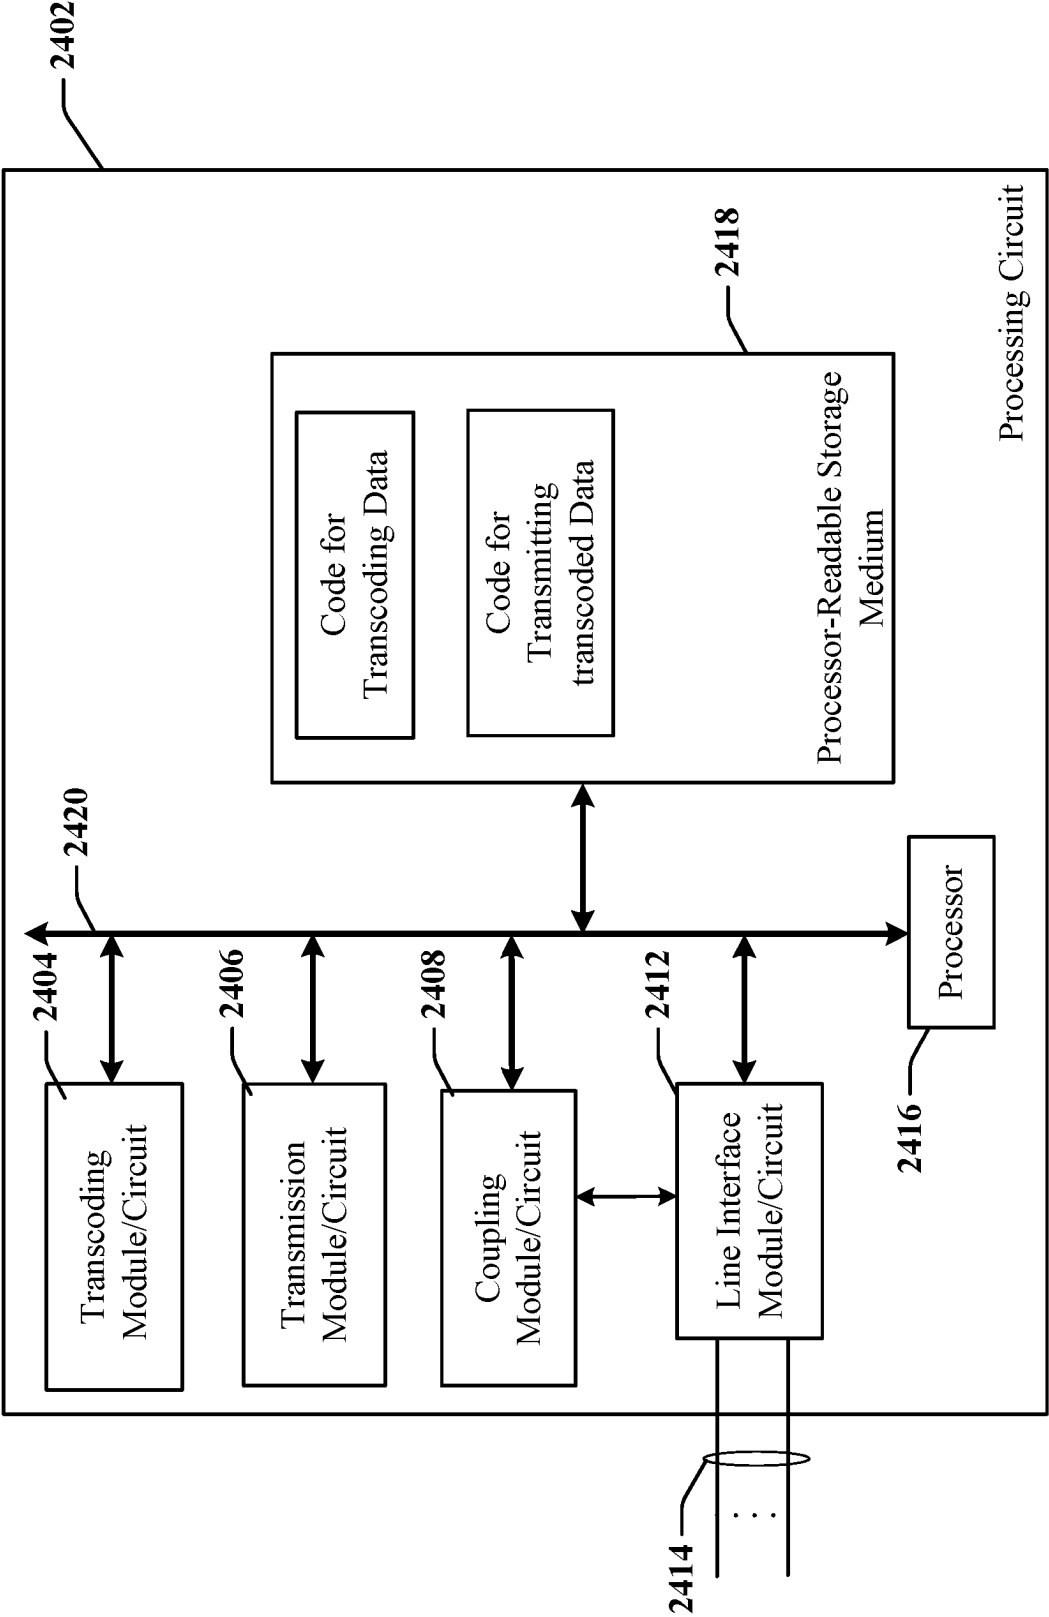 2402
2404
Transcoding
Module/Circuit
2420
Code for
Transcoding Data
2406
Transmission
Module/Circuit
Code for
Transmitting
transcoded Data
2408
Coupling
Module/Circuit
2418
Processor-Readable Storage
Medium
2412
Line Interface
Module/Circuit
2414
. . .
2416
Processor
Processing Circuit